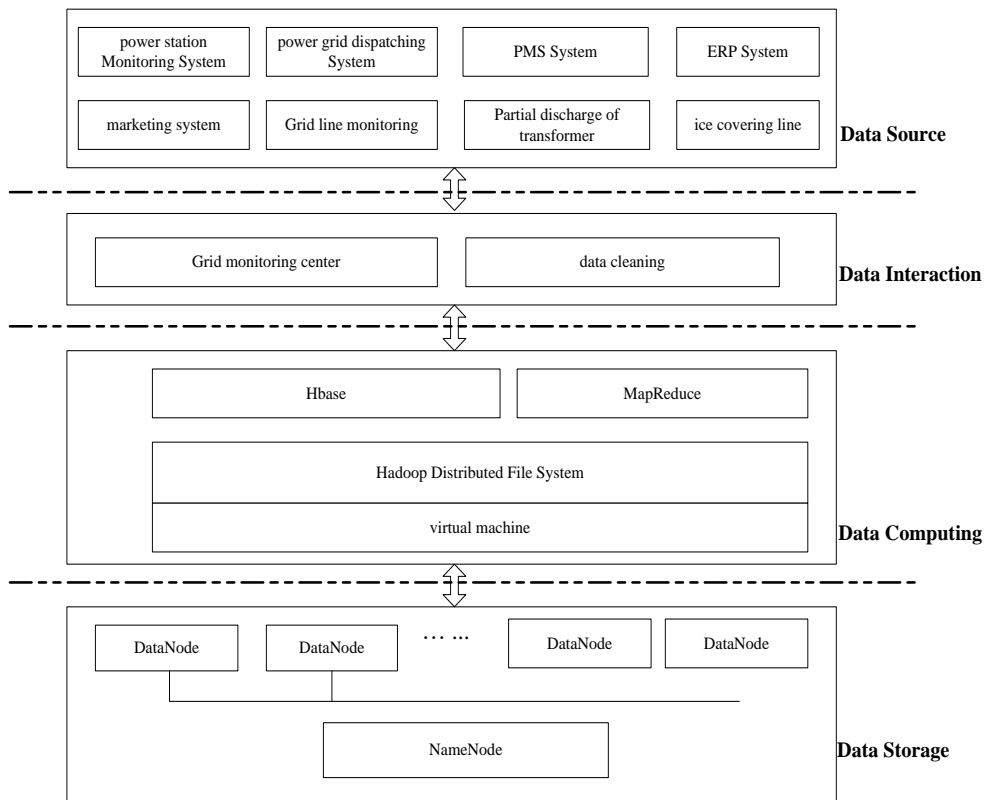 power station
Monitoring System
power grid dispatching
System
PMS System
ERP System
marketing system
Grid line monitoring
Partial discharge of
transformer
ice covering line
Data Source
Grid monitoring center
data cleaning
Data Interaction
Hbase
MapReduce
Hadoop Distributed File System
virtual machine
Data Computing
DataNode
DataNode
… ...
DataNode
DataNode
NameNode
Data Storage